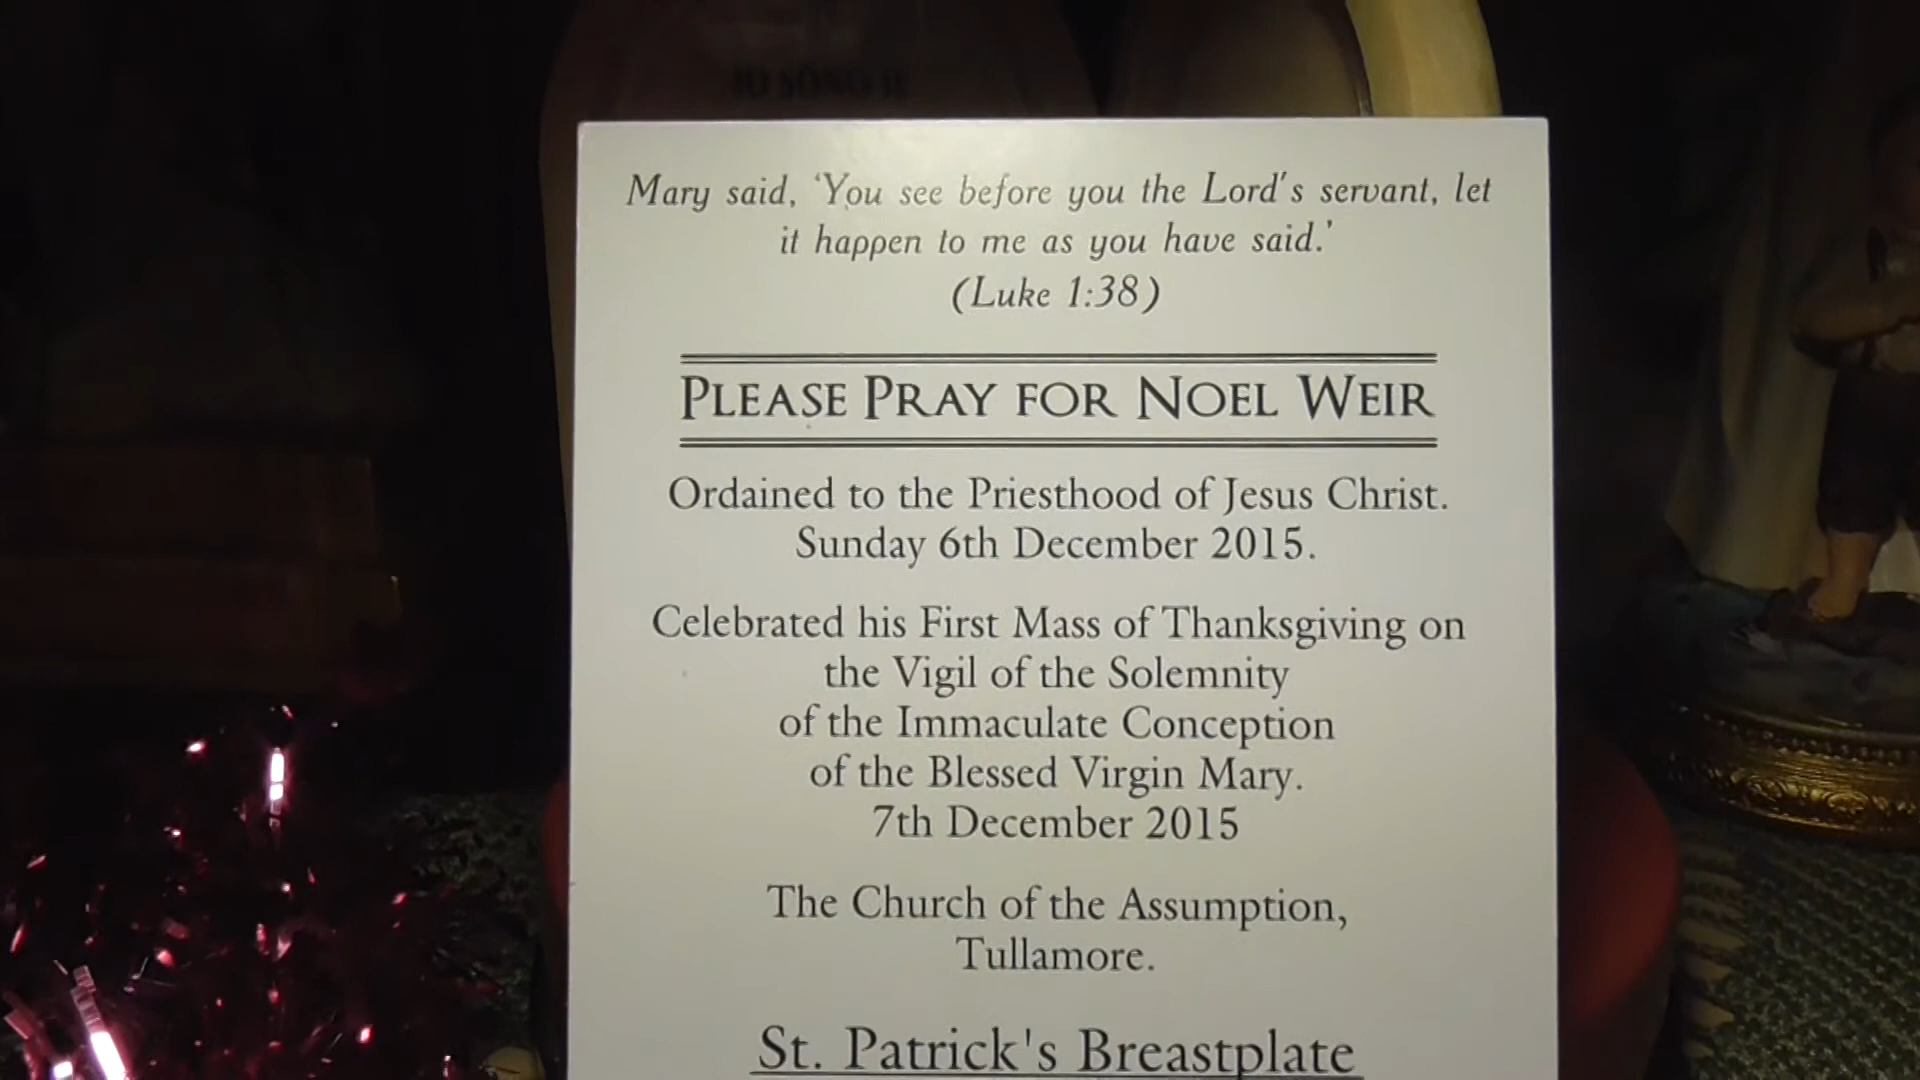 IO SONO
Mary said, ‘You see before you the Lord's servant, let
it happen to me as you have said.’
(Luke 1:38)
PLEASE PRAY FOR NOEL WEIR
Ordained to the Priesthood of Jesus Christ.
Sunday 6th December 2015.
Celebrated his First Mass of Thanksgiving on
the Vigil of the Solemnity
of the Immaculate Conception
of the Blessed Virgin Mary.
7th December 2015
The Church of the Assumption,
Tullamore.
St. Patrick's Breastplate